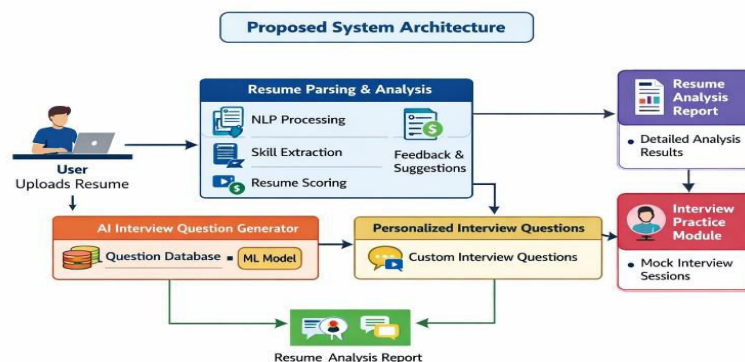 Proposed System Architecture
Resume Parsing & Analysis
NLP Processing
Skill Extraction
Resume Scoring
Feedback &
Suggestions
Resume
Analysis
Report
• Detailed Analysis
Results
User
Uploads Resume
AI Interview Question Generator
Question Database
ML Model
Personalized Interview Questions
Custom Interview Questions
Interview
Practice
Module
• Mock Interview
Sessions
Resume Analysis Report